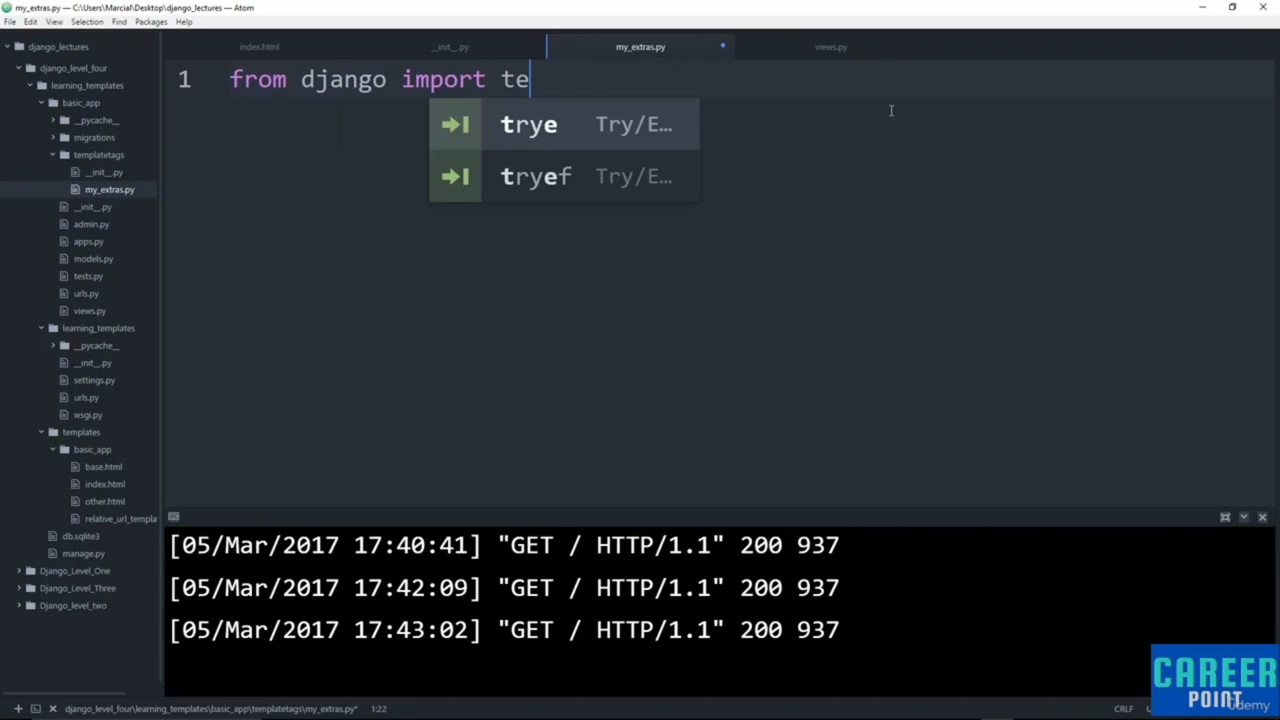 my_extras.py — C:\Users\Marcial\Desktop\django_lectures — Atom
File Edit View Selection Find Packages Help
django_lectures
django_level_four
learning_templates
basic_app
__pycache__
migrations
templatetags
__init__.py
my_extras.py
__init__.py
admin.py
apps.py
models.py
tests.py
urls.py
views.py
learning_templates
__pycache__
__init__.py
settings.py
urls.py
wsgi.py
templates
basic_app
base.html
index.html
other.html
relative_url_templa
db.sqlite3
manage.py
Django_Level_One
Django_Level_Three
Django_level_two
index.html __init__.py my_extras.py views.py
1 from django import te
trye Try/E...
tryef Try/E...
[05/Mar/2017 17:40:41] "GET / HTTP/1.1" 200 937
[05/Mar/2017 17:42:09] "GET / HTTP/1.1" 200 937
[05/Mar/2017 17:43:02] "GET / HTTP/1.1" 200 937
django_level_four\learning_templates\basic_app\templatetags\my_extras.py* 1:22 CRLF
CAREER
POINT
Udemy